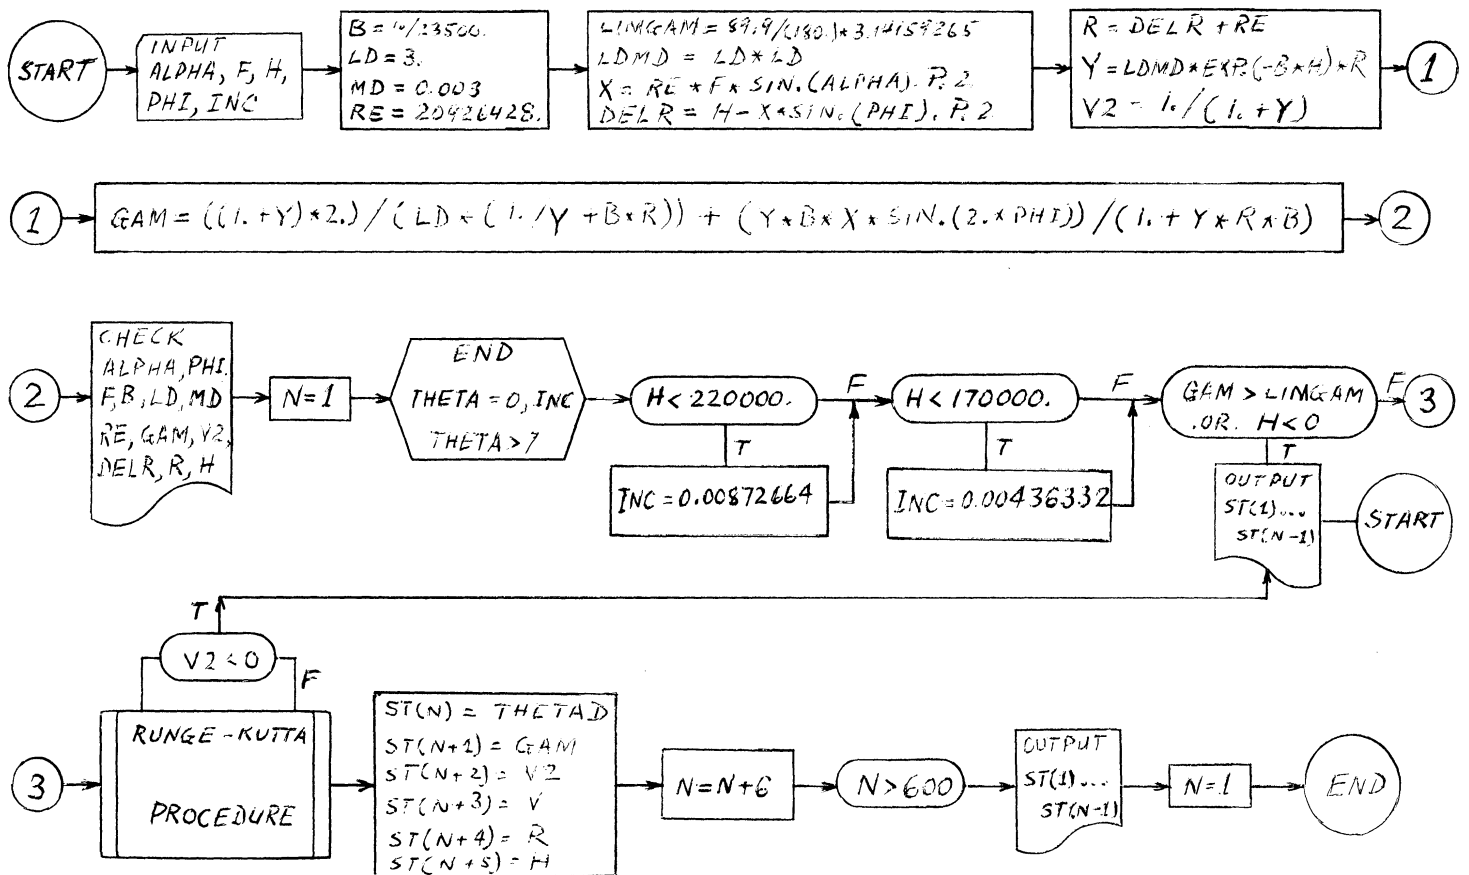 START
INPUT
ALPHA, F, H,
PHI, INC
B = 1./23500.
LD = 3.
MD = 0.003
RE = 20926428.
LIMGAM = 89.9/(180.)*3.14159265
LDMD = LD*LD
X = RE*F*SIN.(ALPHA).P.2
DELR = H-X*SIN.(PHI).P.2
R = DELR+RE
Y=LDMD*EXP.(-B*H)*R
V2 = 1./(1.+Y)
1
1
GAM = ((1.+Y)*2.)/(LD*(1./Y+B*R)) + (Y*B*X*SIN.(2.*PHI))/(1.+Y*R*B)
2
2
CHECK
ALPHA, PHI,
F, B, LD, MD
RE, GAM, V2,
DELR, R, H
N=1
END
THETA = 0, INC
THETA>7
H<220000.
F
T
INC=0.00872664
H<170000.
F
T
INC=0.00436332
GAM>LIMGAM
.OR. H<0
F
3
T
OUTPUT
ST(1)...
ST(N-1)
START
T
V2<0
F
3
RUNGE-KUTTA
PROCEDURE
ST(N) = THETAD
ST(N+1) = GAM
ST(N+2) = V2
ST(N+3) = V
ST(N+4) = R
ST(N+5) = H
N=N+6
N>600
OUTPUT
ST(1)...
ST(N-1)
N=1
END